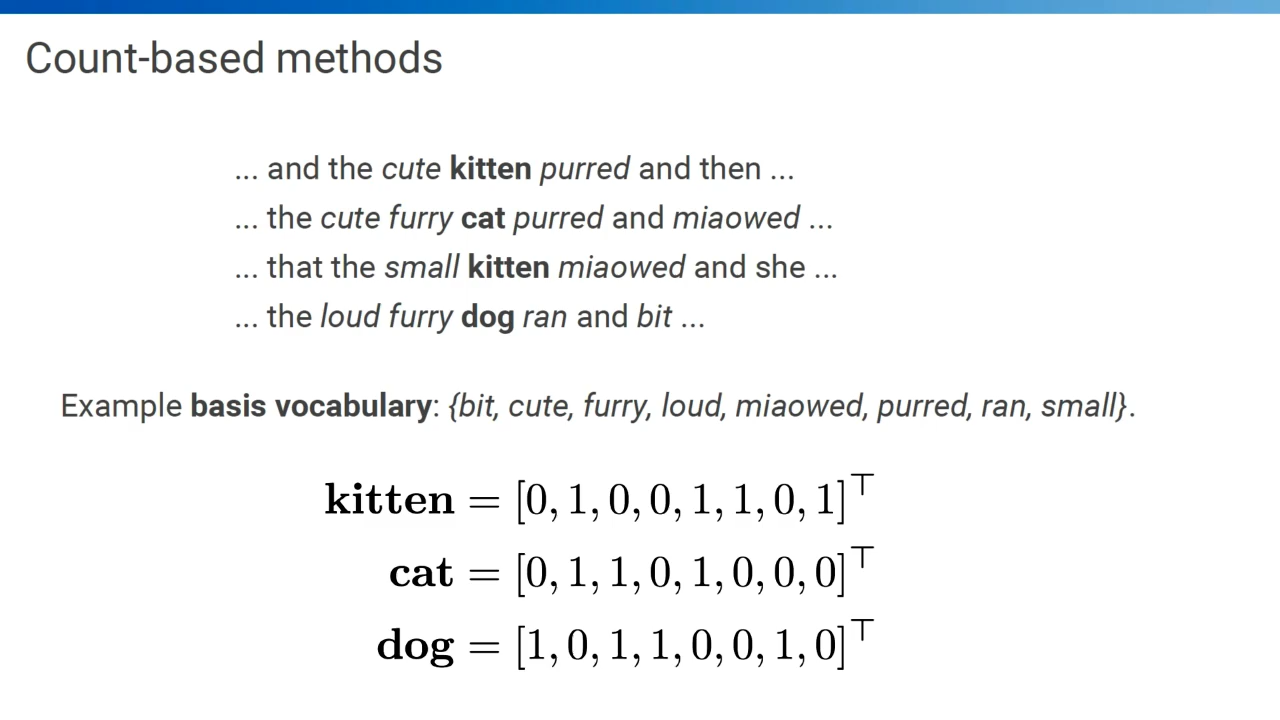 Count-based methods
... and the cute kitten purred and then ...
... the cute furry cat purred and miaowed ...
... that the small kitten miaowed and she ...
... the loud furry dog ran and bit ...
Example basis vocabulary: {bit, cute, furry, loud, miaowed, purred, ran, small}.
kitten = [0, 1, 0, 0, 1, 1, 0, 1]⊤
cat = [0, 1, 1, 0, 1, 0, 0, 0]⊤
dog = [1, 0, 1, 1, 0, 0, 1, 0]⊤